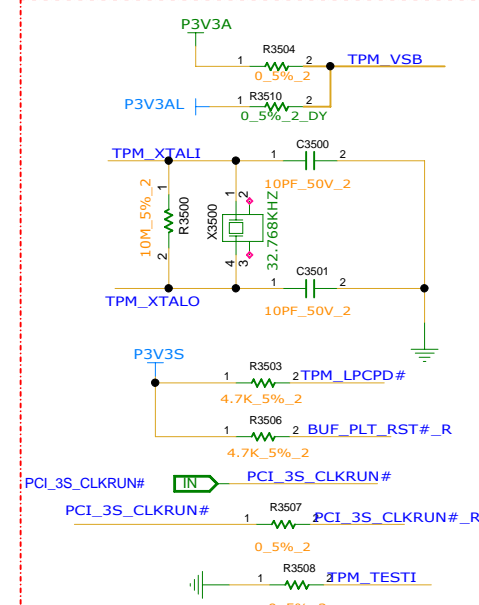 P3V3A
R3504
1 2 TPM_VSB
0_5%_2
R3510
P3V3AL 1 2
0_5%_2_DY
C3500
TPM_XTALI 1 2
10PF_50V_2
10M_5%_2
1
R3500
2
X3500
1 2
4 3
32.768KHZ
C3501
1 2
TPM_XTALO
10PF_50V_2
P3V3S
R3503
1 2 TPM_LPCPD#
4.7K_5%_2
R3506
1 2 BUF_PLT_RST#_R
4.7K_5%_2
PCI_3S_CLKRUN# IN PCI_3S_CLKRUN#
PCI_3S_CLKRUN# R3507
1 2 PCI_3S_CLKRUN#_R
0_5%_2
R3508
1 2 TPM_TESTI